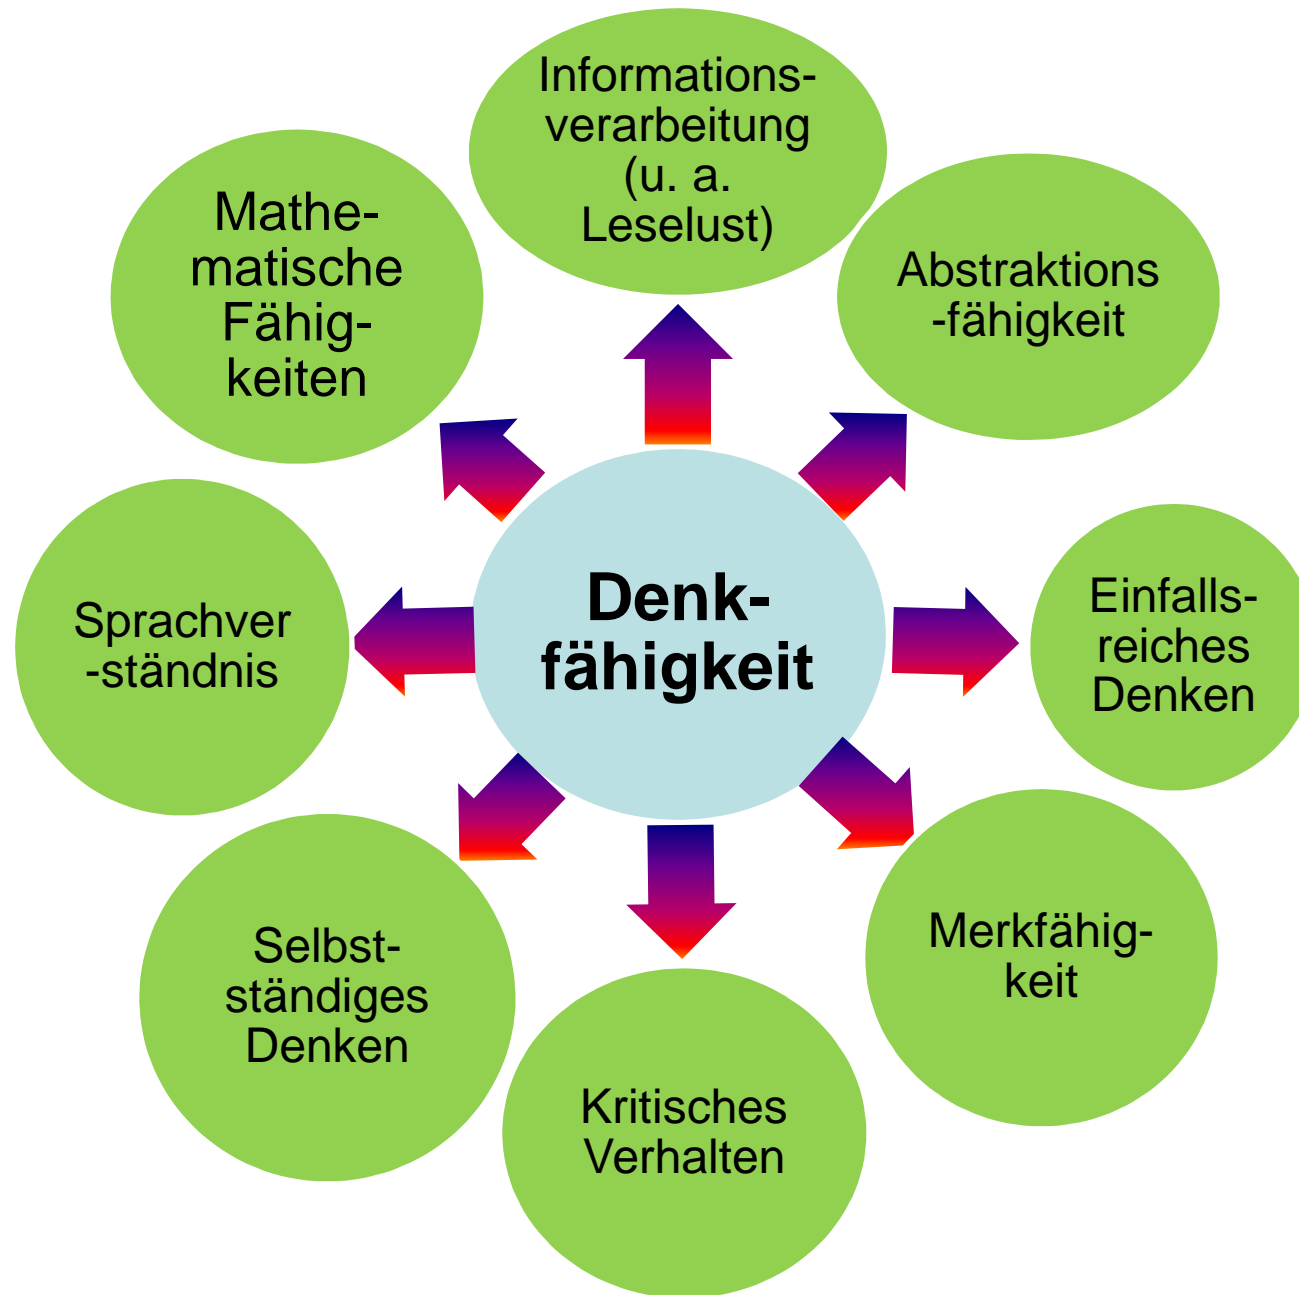 Informations-
verarbeitung
(u. a.
Leselust)
Abstraktions
-fähigkeit
Einfalls-
reiches
Denken
Merkfähig-
keit
Kritisches
Verhalten
Selbst-
ständiges
Denken
Sprachver
-ständnis
Mathe-
matische
Fähig-
keiten
Denk-
fähigkeit